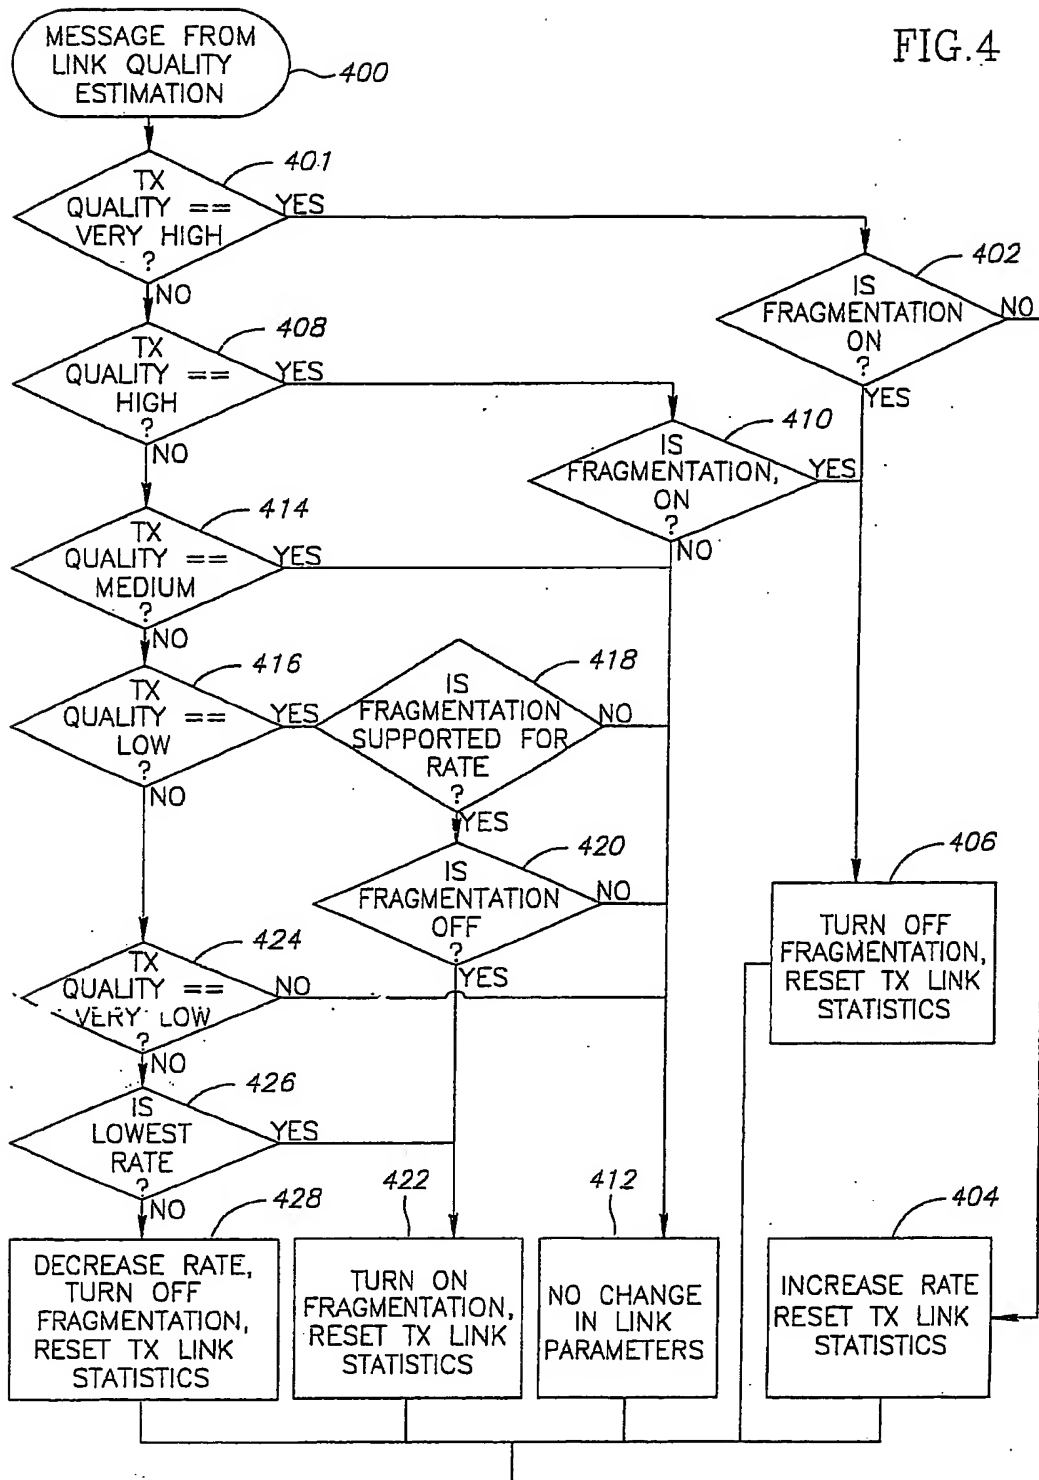 FIG.4
MESSAGE FROM
LINK QUALITY
ESTIMATION
400
TX
QUALITY ==
VERY HIGH
?
401
YES
NO
IS
FRAGMENTATION
ON
?
402
NO
YES
TX
QUALITY ==
HIGH
?
408
YES
NO
IS
FRAGMENTATION,
ON
?
410
YES
NO
TX
QUALITY ==
MEDIUM
?
414
YES
NO
TX
QUALITY ==
LOW
?
416
YES
NO
IS
FRAGMENTATION
SUPPORTED FOR
RATE
?
418
NO
YES
IS
FRAGMENTATION
OFF
?
420
NO
YES
406
TURN OFF
FRAGMENTATION,
RESET TX LINK
STATISTICS
TX
QUALITY ==
VERY LOW
?
424
NO
NO
IS
LOWEST
RATE
?
426
YES
NO
428
DECREASE RATE,
TURN OFF
FRAGMENTATION,
RESET TX LINK
STATISTICS
422
TURN ON
FRAGMENTATION,
RESET TX LINK
STATISTICS
412
NO CHANGE
IN LINK
PARAMETERS
404
INCREASE RATE
RESET TX LINK
STATISTICS